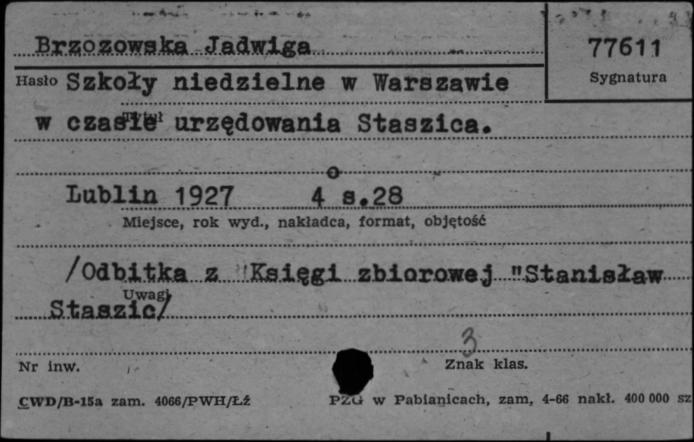 Brzozowska Jadwiga
77611
Sygnatura
Hasło Szkoły niedzielne w Warszawie
w czasie urzędowania Staszica.
Tytuł
o
Lublin 1927 4 s.28
Miejsce, rok wyd., nakładca, format, objętość
/Odbitka z "Księgi zbiorowej "Stanisław
Uwagi
Staszic/
3
Nr inw.
Znak klas.
CWD/B-15a zam. 4066/PWH/Łź
PZG w Pabianicach, zam, 4-66 nakł. 400 000 sz